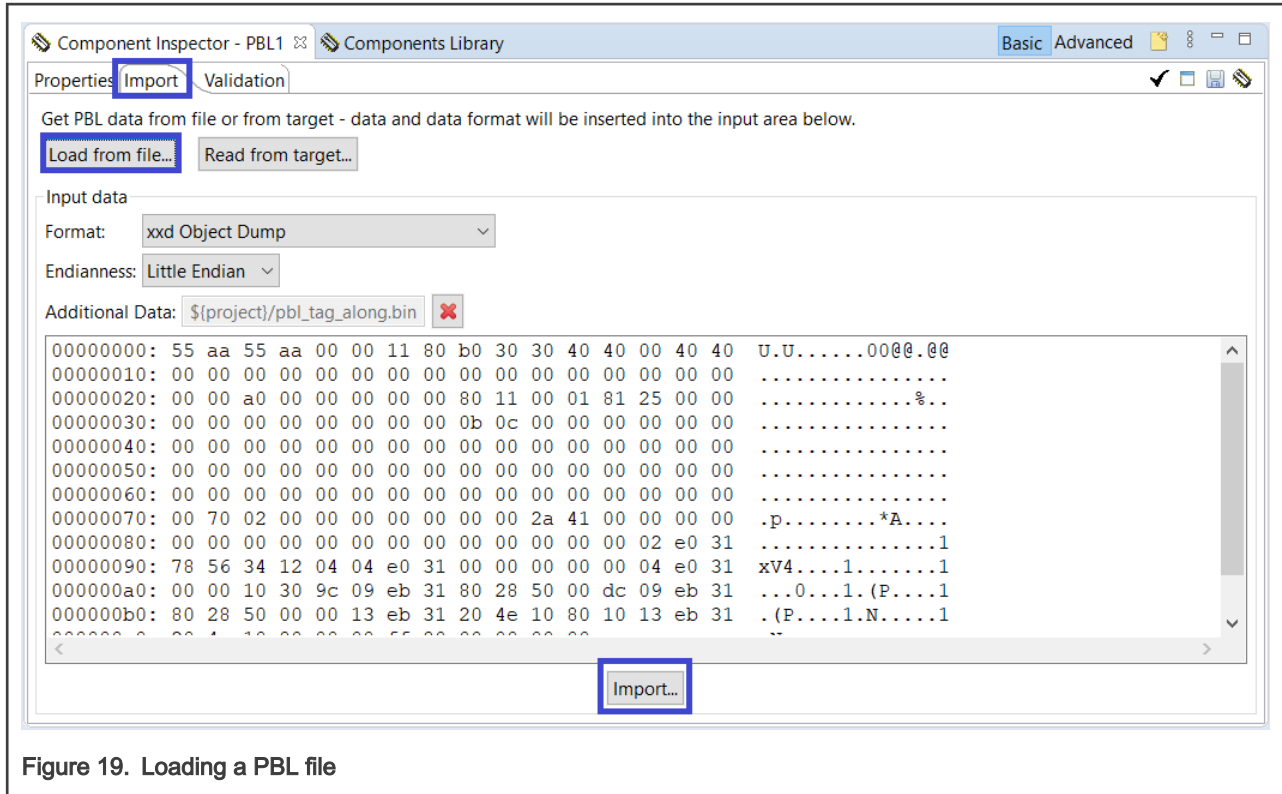 Component Inspector - PBL1 Components Library Basic Advanced
Properties Import Validation
Get PBL data from file or from target - data and data format will be inserted into the input area below.
Load from file... Read from target...
Input data
Format: xxd Object Dump
Endianness: Little Endian
Additional Data: ${project}/pbl_tag_along.bin
00000000: 55 aa 55 aa 00 00 11 80 b0 30 30 40 40 00 40 40 U.U......00@@.@@
00000010: 00 00 00 00 00 00 00 00 00 00 00 00 00 00 00 00 ................
00000020: 00 00 a0 00 00 00 00 00 80 11 00 01 81 25 00 00 .............%..
00000030: 00 00 00 00 00 00 00 00 0b 0c 00 00 00 00 00 00 ................
00000040: 00 00 00 00 00 00 00 00 00 00 00 00 00 00 00 00 ................
00000050: 00 00 00 00 00 00 00 00 00 00 00 00 00 00 00 00 ................
00000060: 00 00 00 00 00 00 00 00 00 00 00 00 00 00 00 00 ................
00000070: 00 70 02 00 00 00 00 00 00 00 2a 41 00 00 00 00 .p........*A....
00000080: 00 00 00 00 00 00 00 00 00 00 00 00 00 02 e0 31 ...............1
00000090: 78 56 34 12 04 04 e0 31 00 00 00 00 00 04 e0 31 xV4....1.......1
000000a0: 00 00 10 30 9c 09 eb 31 80 28 50 00 dc 09 eb 31 ...0...1.(P....1
000000b0: 80 28 50 00 00 13 eb 31 20 4e 10 80 10 13 eb 31 .(P....1.N.....1
Import...
Figure 19. Loading a PBL file